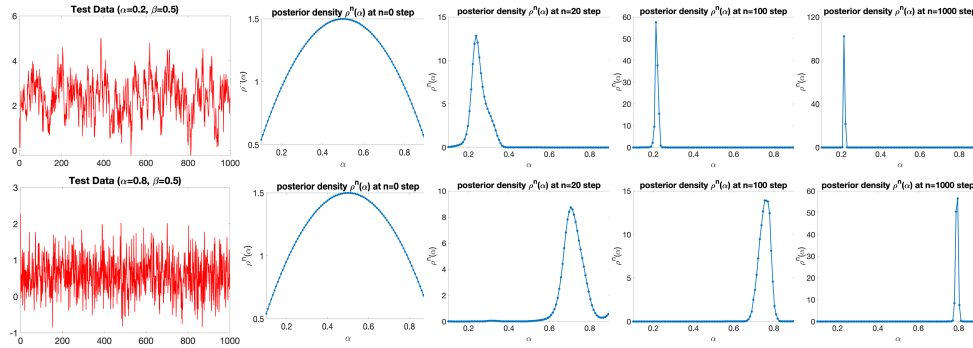 Test Data (α=0.2, β=0.5)
6
4
2
0
0 200 400 600 800 1000
posterior density ρⁿ(α) at n=0 step
1.5
1
0.5
ρⁿ(α)
0.2 0.4 0.6 0.8
α
posterior density ρⁿ(α) at n=20 step
15
10
5
0
ρⁿ(α)
0.2 0.4 0.6 0.8
α
posterior density ρⁿ(α) at n=100 step
60
50
40
30
20
10
0
ρⁿ(α)
0.2 0.4 0.6 0.8
α
posterior density ρⁿ(α) at n=1000 step
120
80
40
0
ρⁿ(α)
0.2 0.4 0.6 0.8
α
Test Data (α=0.8, β=0.5)
3
2
1
0
-1
0 200 400 600 800 1000
posterior density ρⁿ(α) at n=0 step
1.5
1
0.5
ρⁿ(α)
0.2 0.4 0.6 0.8
α
posterior density ρⁿ(α) at n=20 step
10
8
6
4
2
0
ρⁿ(α)
0.2 0.4 0.6 0.8
α
posterior density ρⁿ(α) at n=100 step
15
10
5
0
ρⁿ(α)
0.2 0.4 0.6 0.8
α
posterior density ρⁿ(α) at n=1000 step
60
50
40
30
20
10
0
ρⁿ(α)
0.2 0.4 0.6 0.8
α